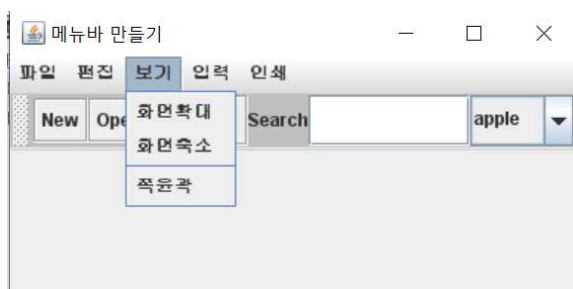 메뉴바 만들기
파일 편집 보기 입력 인쇄
New Ope Search apple
화면확대
화면축소
쪽윤곽